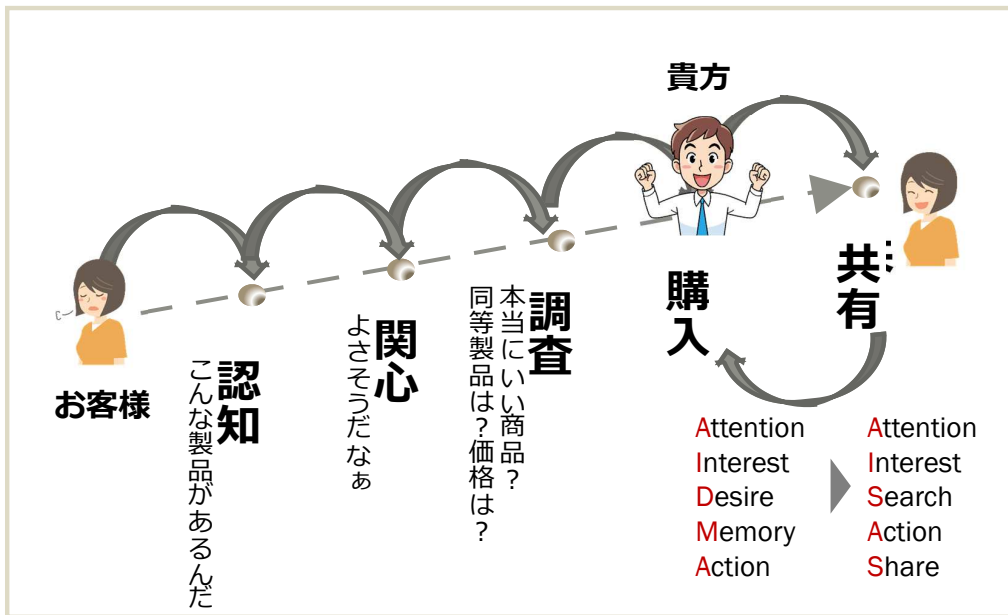 貴方
お客様
認知
こんな製品があるんだ
関心
よさそうだなぁ
調査
本当にいい商品?
同等製品は?価格は?
購入
共有
Attention
Interest
Desire
Memory
Action
Attention
Interest
Search
Action
Share